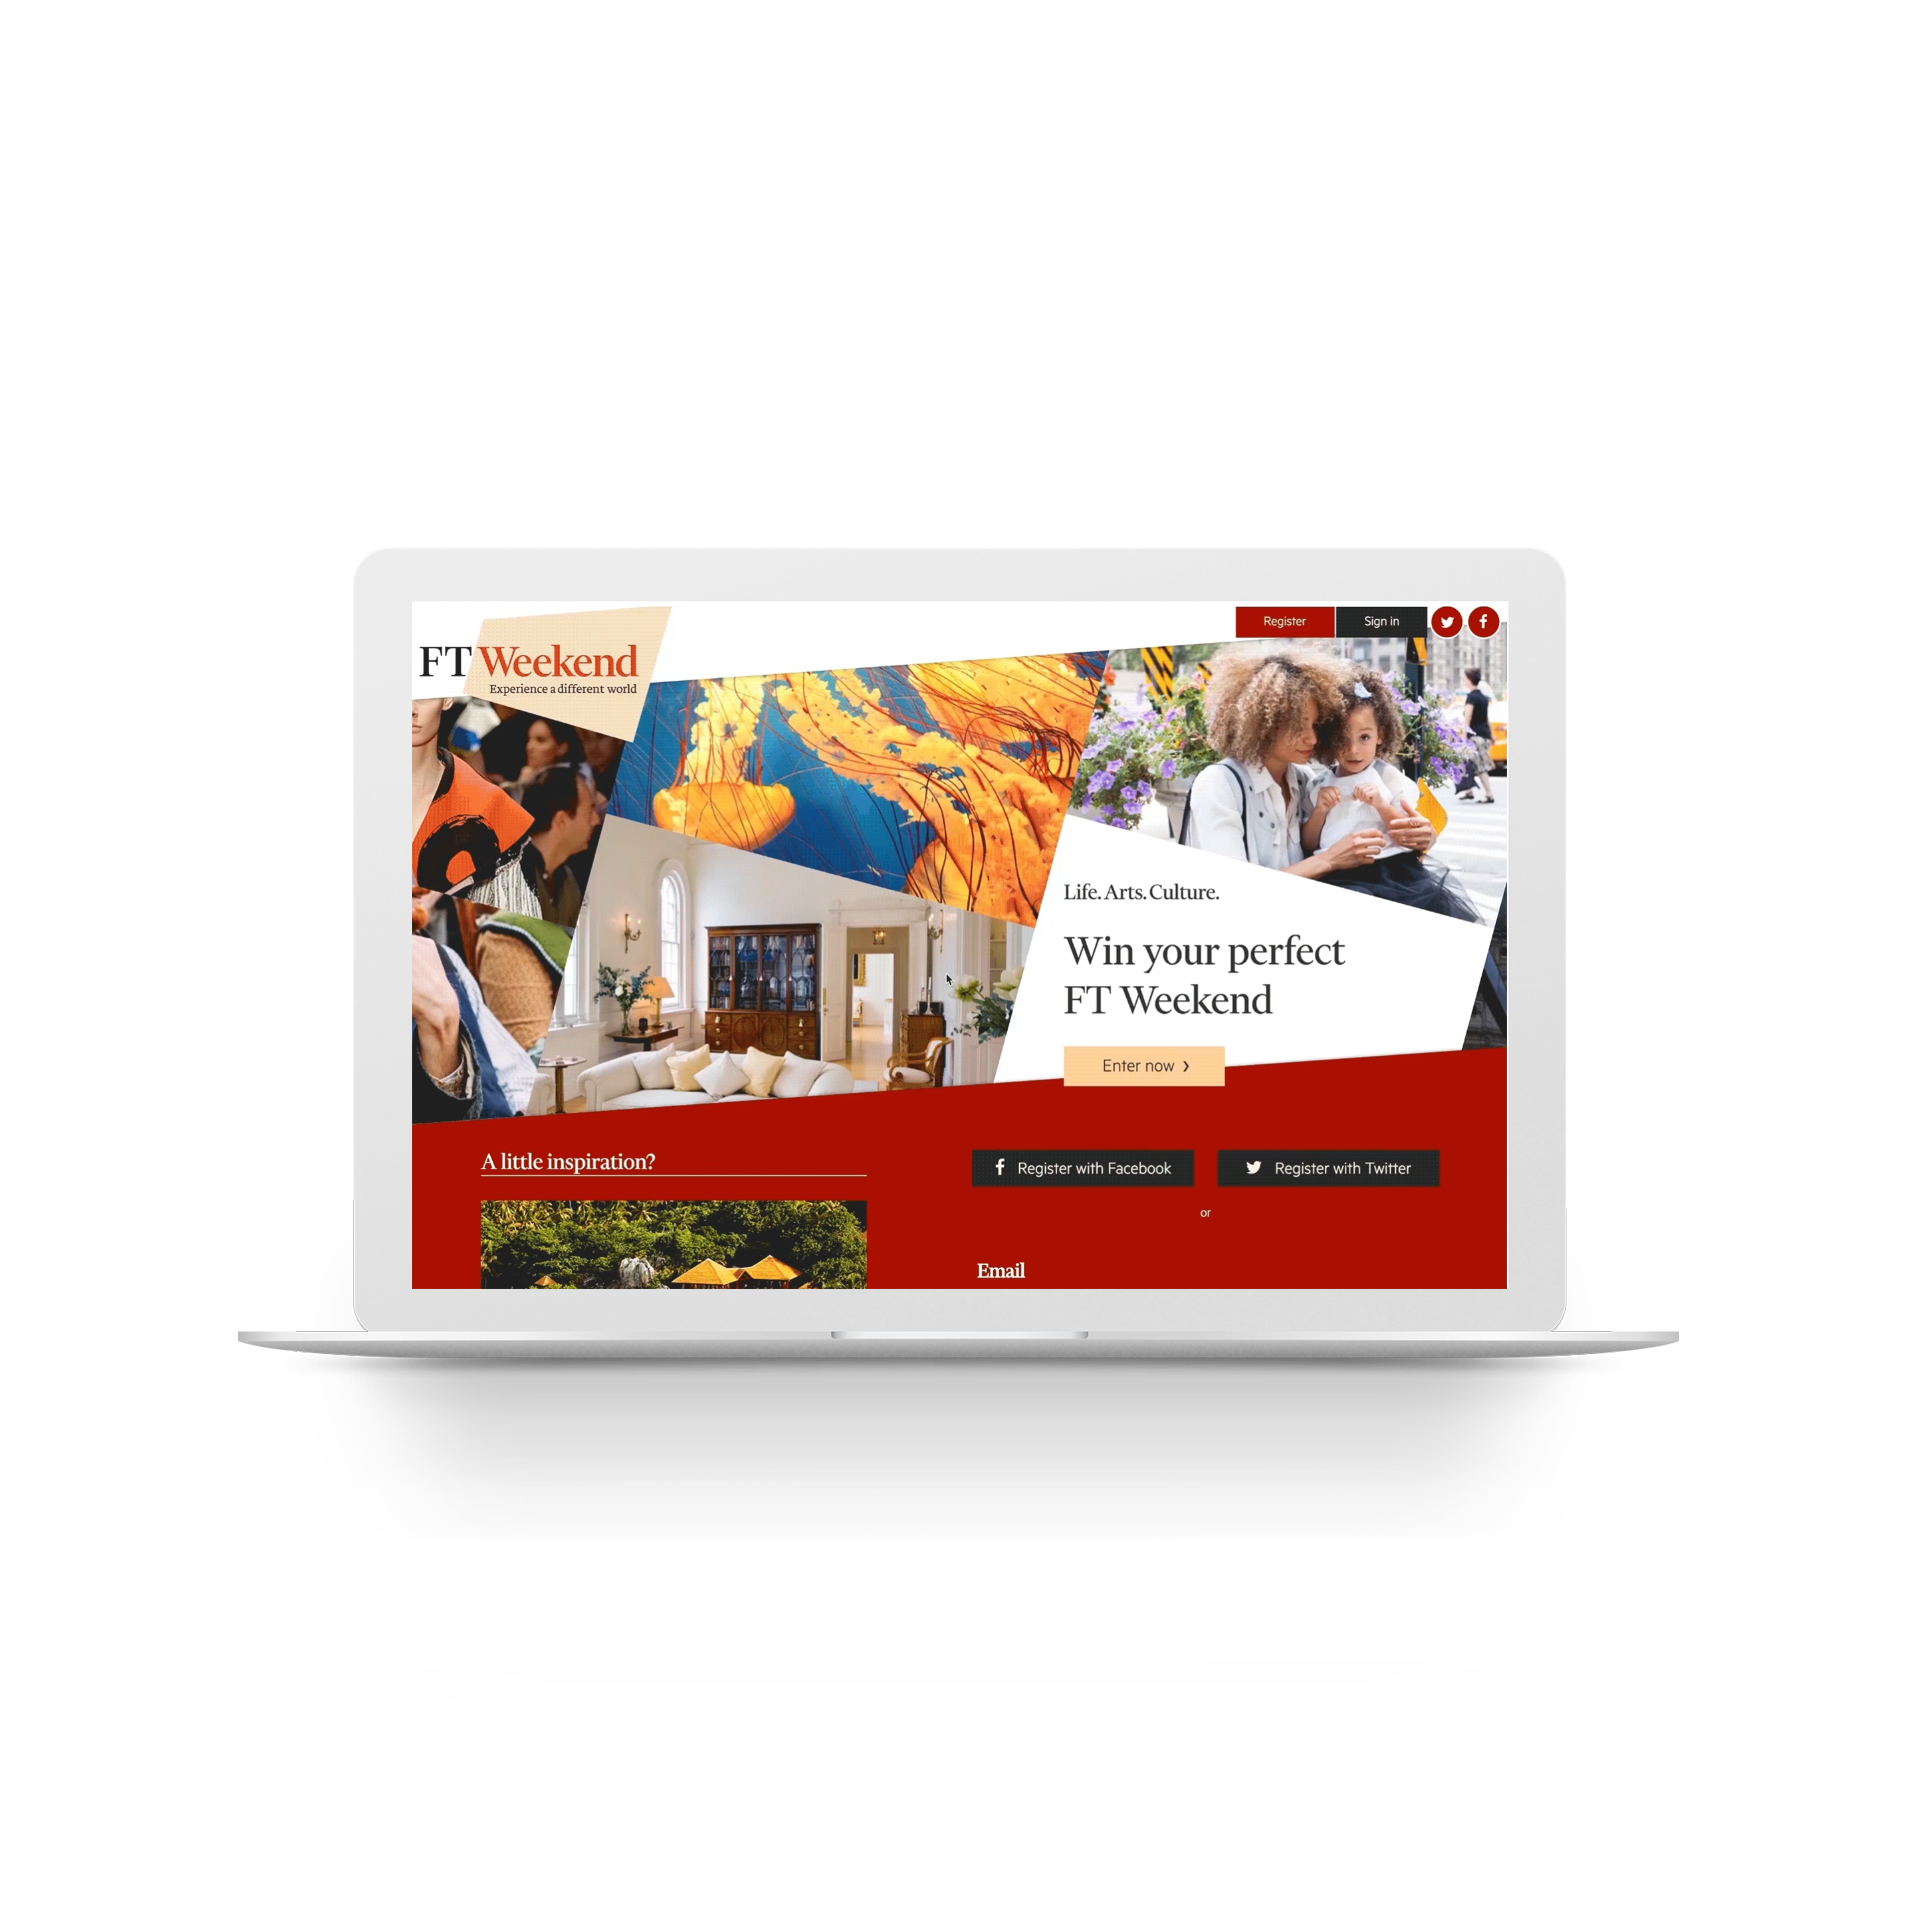 Register
Sign in
FT Weekend
Experience a different world
Life. Arts. Culture.
Win your perfect
FT Weekend
Enter now
A little inspiration?
Register with Facebook
Register with Twitter
or
Email